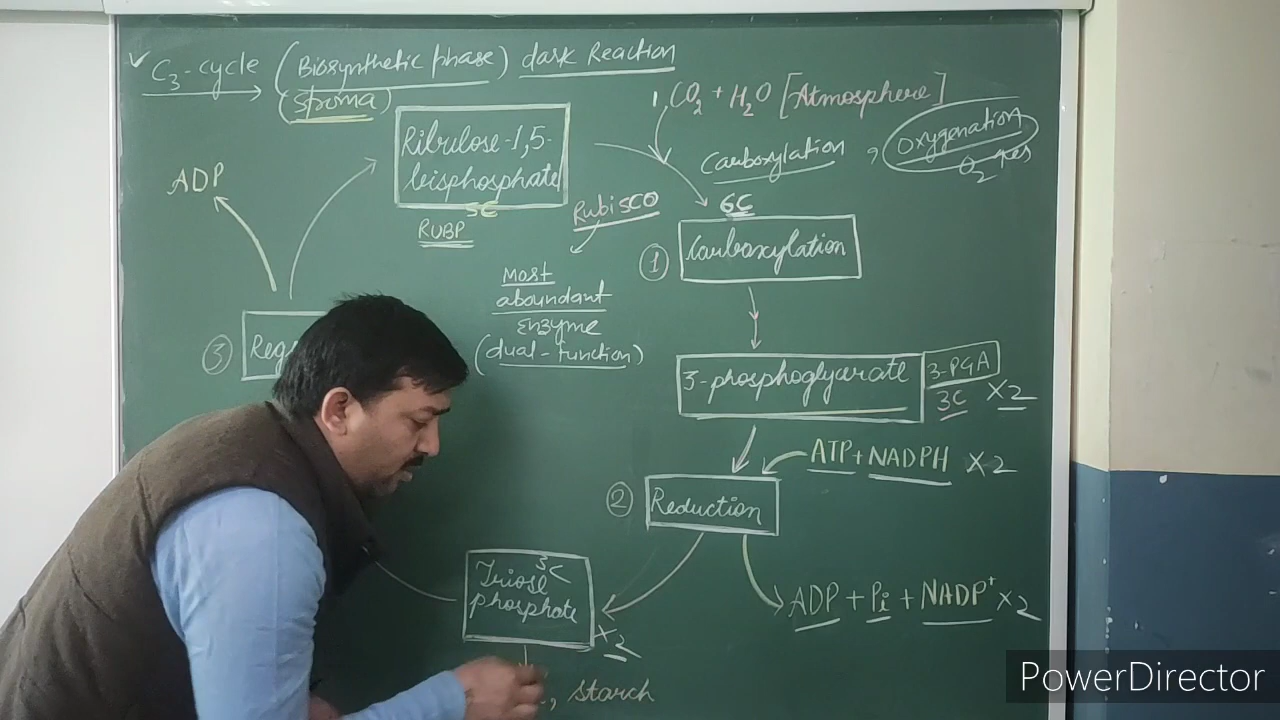 ✓ C3-cycle (Biosynthetic phase) dark Reaction
(stroma)
1, CO2 + H2O [Atmosphere]
Carboxylation, Oxygenation
O2 yes
Ribulose-1,5-
bisphosphate
5C
RUBP
Rubisco
Most
abundant
enzyme
(dual-function)
6C
① Carboxylation
3-phosphoglycerate
3-PGA
3C ×2
ATP + NADPH ×2
② Reduction
ADP + Pi + NADP+ ×2
3C
Triose
phosphate
×2
, starch
③
ADP
PowerDirector